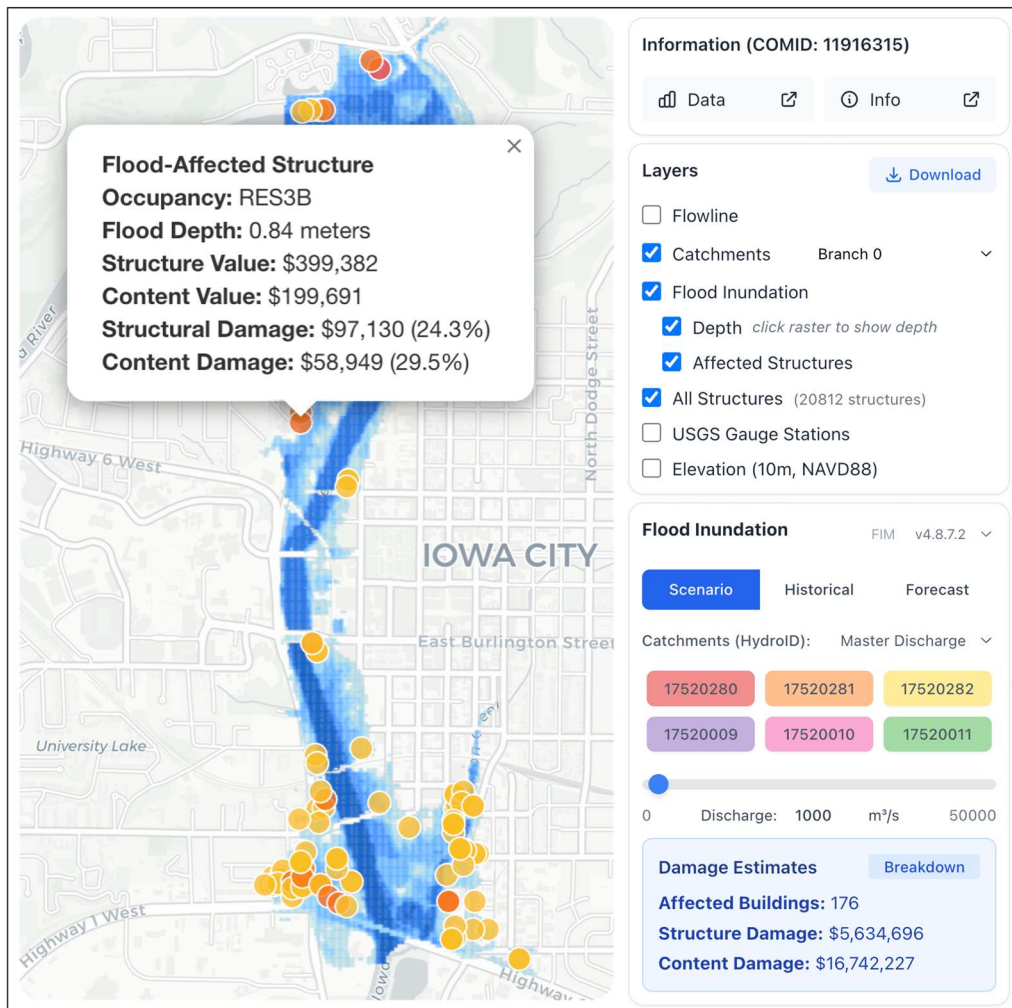 Flood-Affected Structure
Occupancy: RES3B
Flood Depth: 0.84 meters
Structure Value: $399,382
Content Value: $199,691
Structural Damage: $97,130 (24.3%)
Content Damage: $58,949 (29.5%)
River
Highway 6 West
North Dodge Street
IOWA CITY
East Burlington Street
University Lake
Highway 1 West
Iowa
Highway
Information (COMID: 11916315)
Data
Info
Layers
Download
Flowline
Catchments Branch 0
Flood Inundation
Depth click raster to show depth
Affected Structures
All Structures (20812 structures)
USGS Gauge Stations
Elevation (10m, NAVD88)
Flood Inundation FIM v4.8.7.2
Scenario Historical Forecast
Catchments (HydroID): Master Discharge
17520280 17520281 17520282
17520009 17520010 17520011
0 Discharge: 1000 m³/s 50000
Damage Estimates Breakdown
Affected Buildings: 176
Structure Damage: $5,634,696
Content Damage: $16,742,227